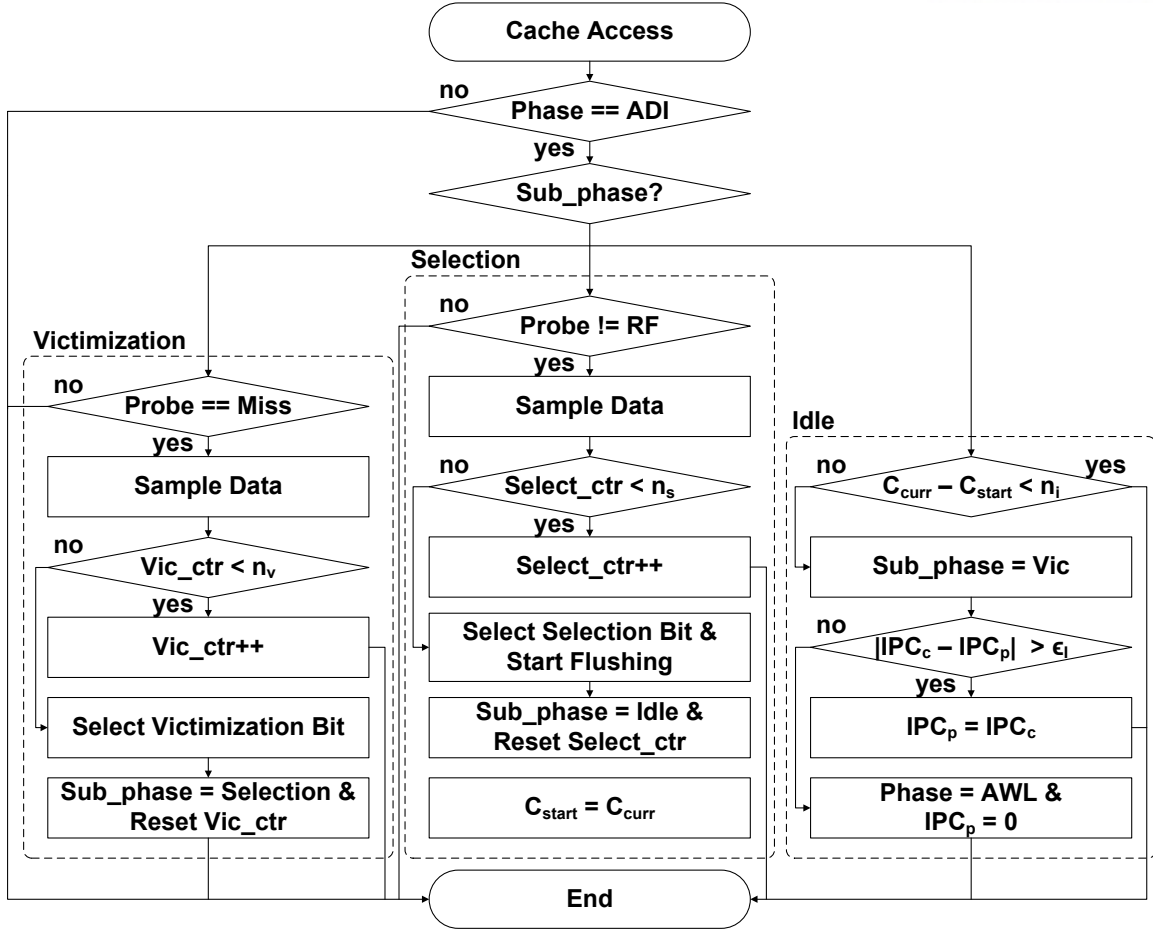 Cache Access
no
Phase == ADI
yes
Sub_phase?
Victimization
no
Probe == Miss
yes
Sample Data
no
Vic_ctr < nᵥ
yes
Vic_ctr++
Select Victimization Bit
Sub_phase = Selection &
Reset Vic_ctr
Selection
no
Probe != RF
yes
Sample Data
no
Select_ctr < nₛ
yes
Select_ctr++
Select Selection Bit &
Start Flushing
Sub_phase = Idle &
Reset Select_ctr
C_start = C_curr
Idle
no
yes
C_curr – C_start < nᵢ
Sub_phase = Vic
no
|IPC_c – IPC_p| > ϵ_I
yes
IPC_p = IPC_c
Phase = AWL &
IPC_p = 0
End